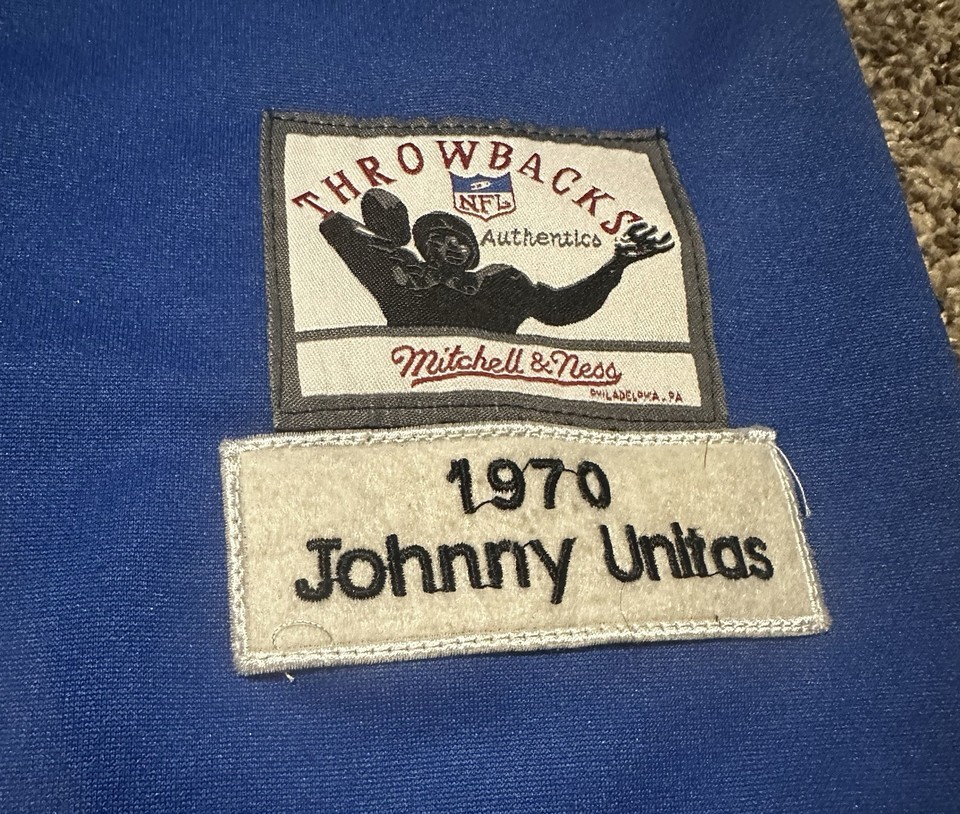 THROWBACKS
NFL
Authentics
Mitchell & Ness
PHILADELPHIA, PA
1970
Johnny Unitas